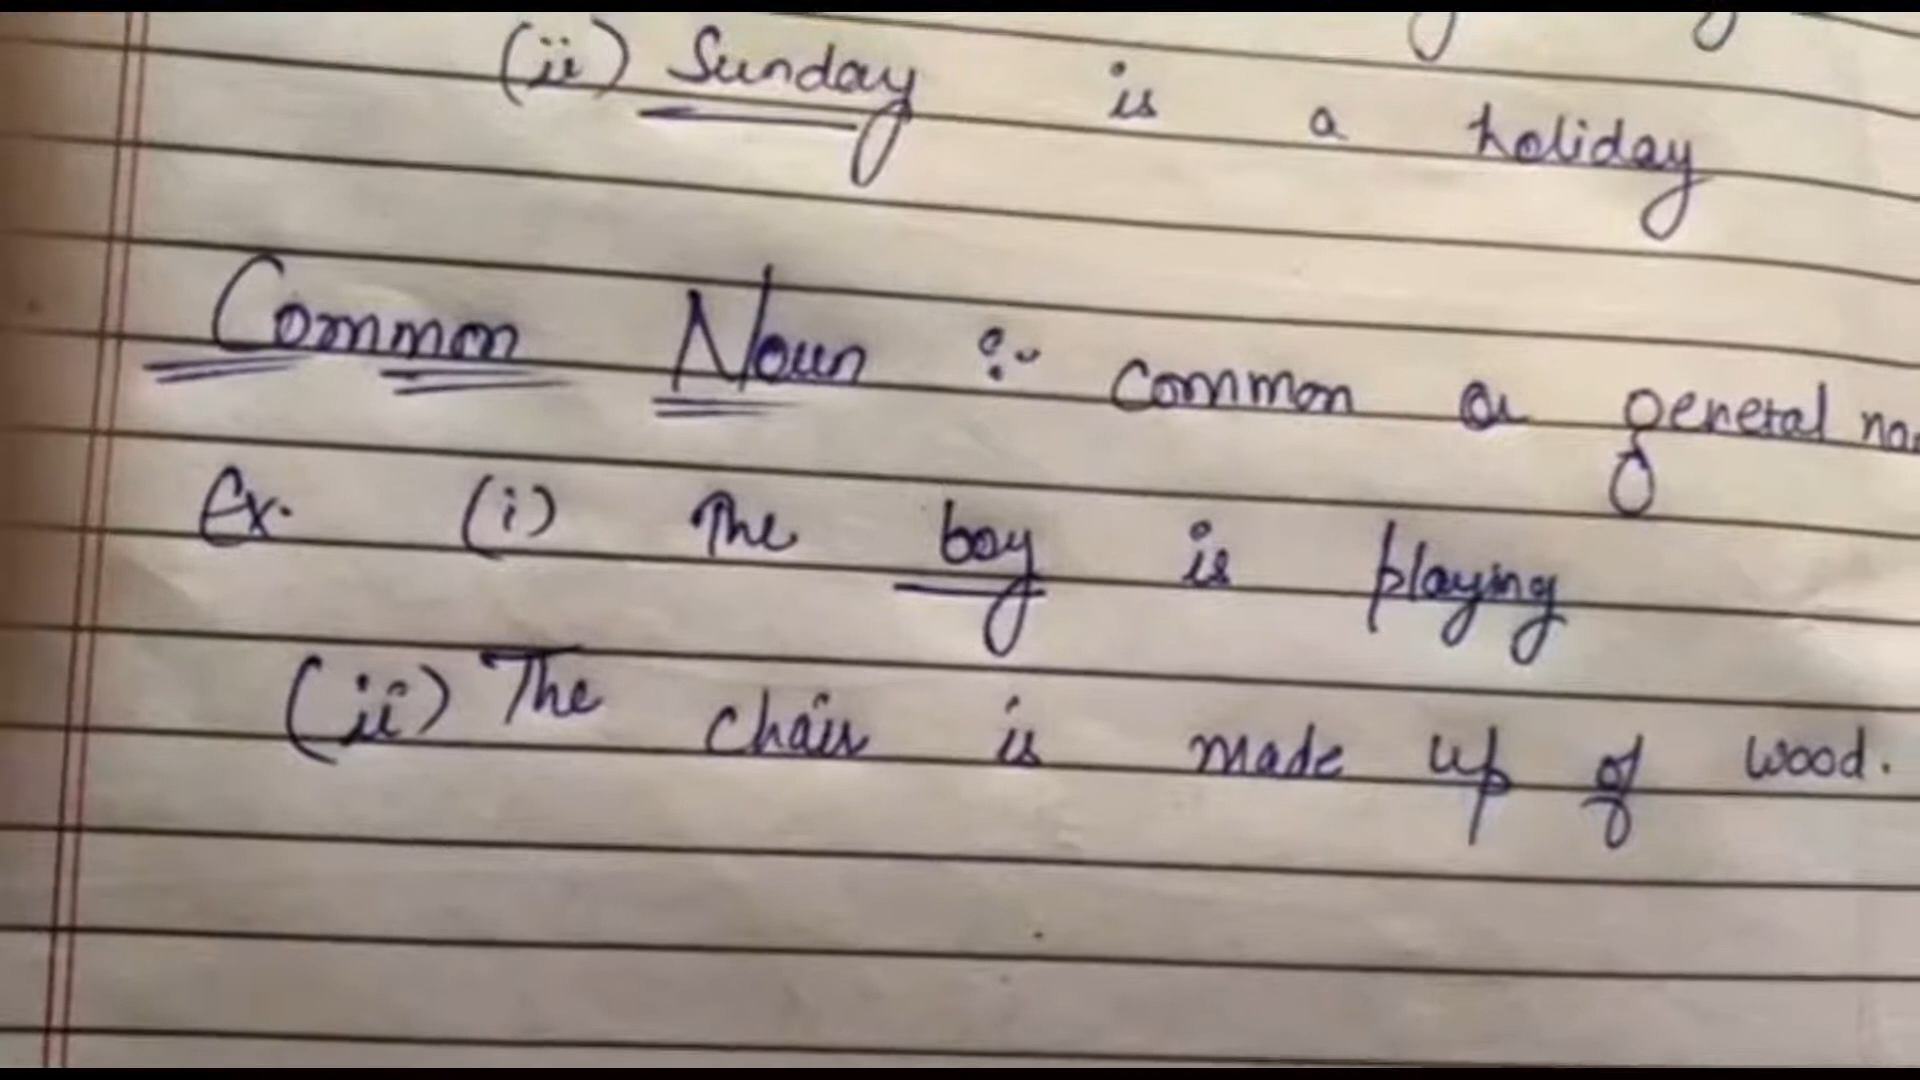 (ii) Sunday is a holiday
Common Noun :- common or general
Ex. (i) The boy is playing
(ii) The chair is made up of wood.